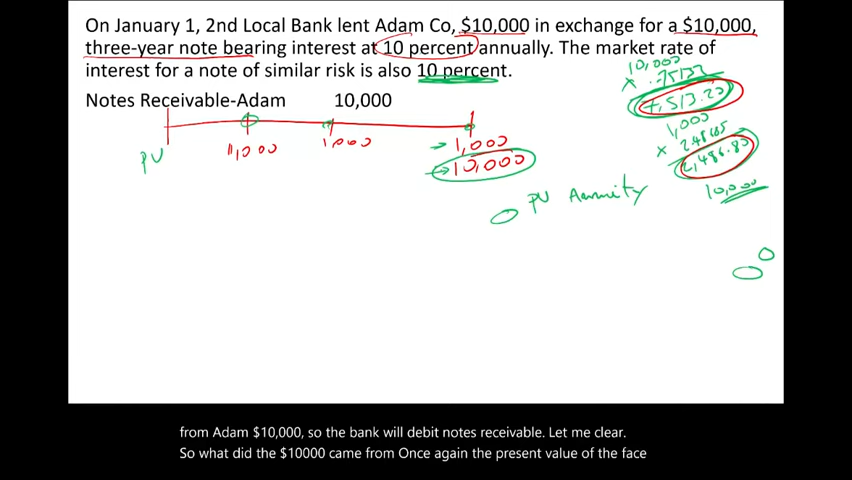 On January 1, 2nd Local Bank lent Adam Co, $10,000 in exchange for a $10,000,
three-year note bearing interest at 10 percent annually. The market rate of
interest for a note of similar risk is also 10 percent.
10,000
x .75133
7,513.20
1,000
x 2.48685
2,486.80
10,000
Notes Receivable-Adam 10,000
PV
1,000
1,000
1,000
10,000
PV Annuity
from Adam $10,000, so the bank will debit notes receivable. Let me clear.
So what did the $10000 came from Once again the present value of the face